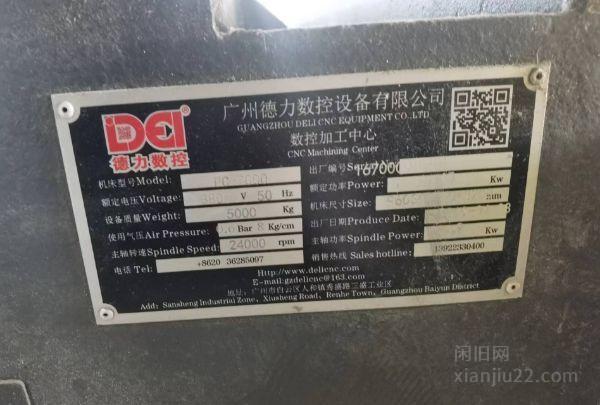 DEI®
德力数控
广州德力数控设备有限公司
GUANGZHOU DELI CNC EQUIPMENT CO.,LTD
数控加工中心
CNC Machining Center
机床型号Model:
出厂编号Serial
额定电压Voltage: 380 V 50 Hz
额定功率Power: Kw
设备质量Weight: 5000 Kg
机床尺寸Size: mm
使用气压Air Pressure: Bar 8 Kg/cm
出厂日期Produce Date
主轴转速Spindle Speed: 24000 rpm
主轴功率Spindle Power: Kw
电话 Tel: +8620 36285097
销售热线 Sales hotline: 13922330400
Http://www.delicnc.com
E-mail:gzdelicnc@163.com
地址: 广州市白云区人和镇秀盛路三盛工业区
Add: Sansheng Industrial Zone, Xiusheng Road, Renhe Town, Guangzhou Baiyun District
闲旧网
xianjiu22.com